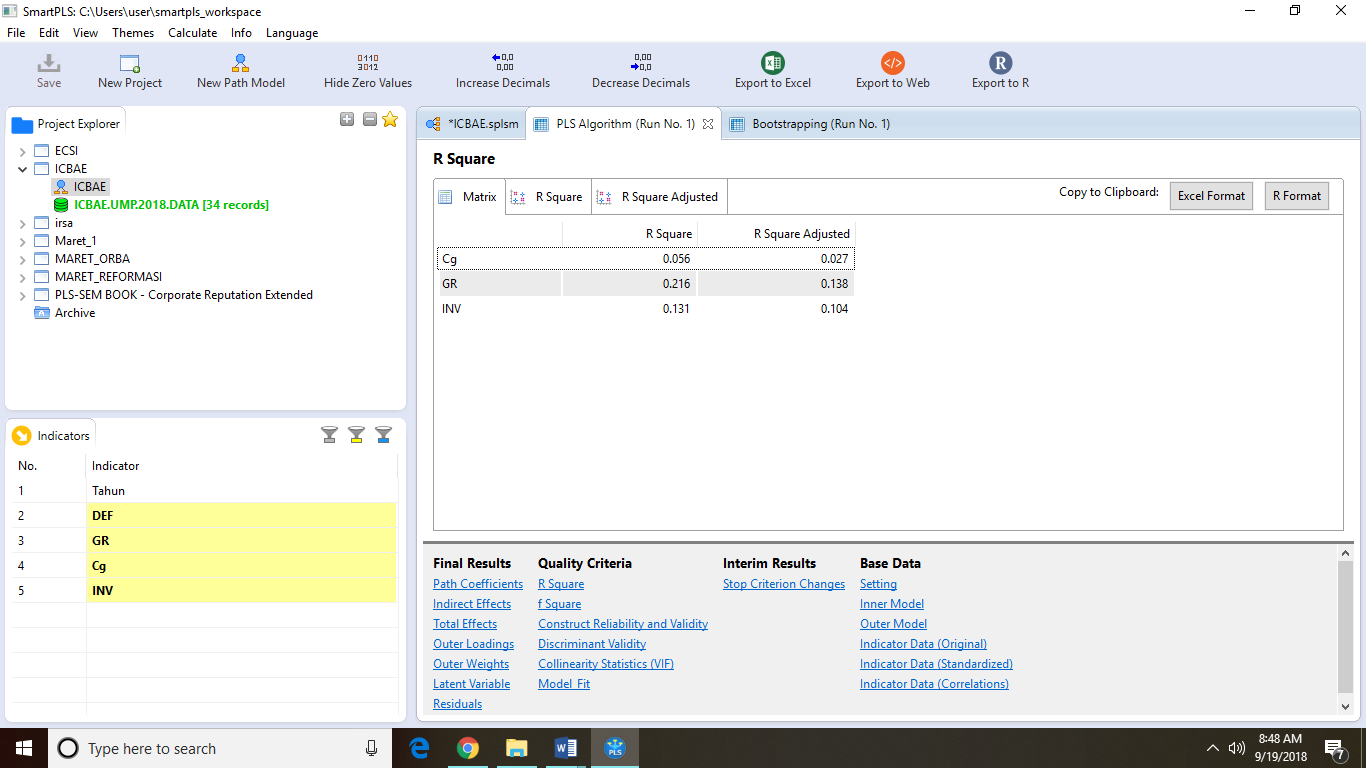 SmartPLS: C:\Users\user\smartpls_workspace
File Edit View Themes Calculate Info Language
Save New Project New Path Model Hide Zero Values Increase Decimals Decrease Decimals Export to Excel Export to Web Export to R
Project Explorer
ECSI
ICBAE
ICBAE
ICBAE.UMP.2018.DATA [34 records]
irsa
Maret_1
MARET_ORBA
MARET_REFORMASI
PLS-SEM BOOK - Corporate Reputation Extended
Archive
Indicators
No. Indicator
1 Tahun
2 DEF
3 GR
4 Cg
5 INV
*ICBAE.splsm PLS Algorithm (Run No. 1) Bootstrapping (Run No. 1)
R Square
Matrix R Square R Square Adjusted Copy to Clipboard: Excel Format R Format
R Square R Square Adjusted
Cg 0.056 0.027
GR 0.216 0.138
INV 0.131 0.104
Final Results Quality Criteria Interim Results Base Data
Path Coefficients R Square Stop Criterion Changes Setting
Indirect Effects f Square Inner Model
Total Effects Construct Reliability and Validity Outer Model
Outer Loadings Discriminant Validity Indicator Data (Original)
Outer Weights Collinearity Statistics (VIF) Indicator Data (Standardized)
Latent Variable Model_Fit Indicator Data (Correlations)
Residuals
Type here to search
8:48 AM
9/19/2018
7